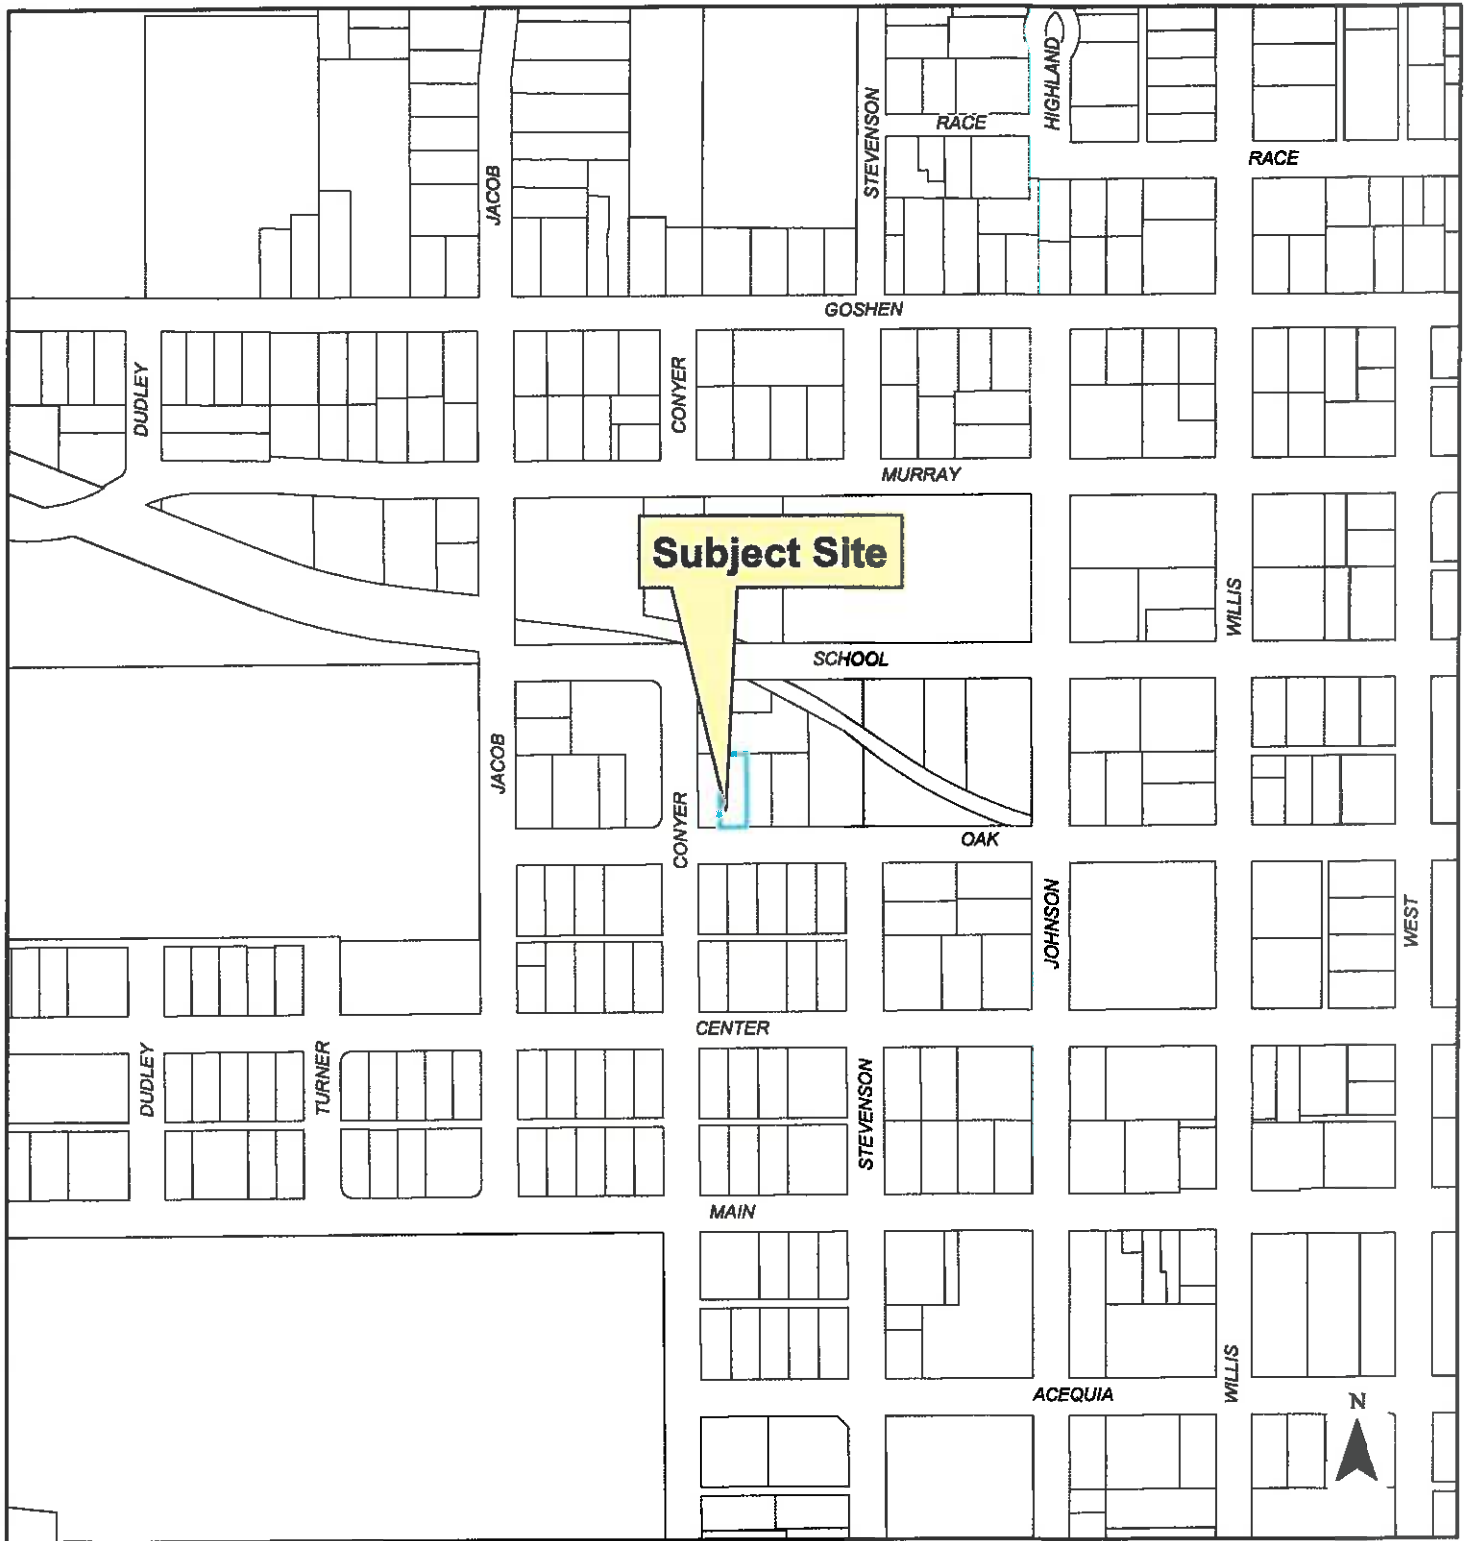 HIGHLAND
STEVENSON
RACE
RACE
JACOB
GOSHEN
DUDLEY
CONYER
MURRAY
Subject Site
WILLIS
SCHOOL
JACOB
CONYER
OAK
JOHNSON
WEST
CENTER
DUDLEY
TURNER
STEVENSON
MAIN
WILLIS
ACEQUIA
N